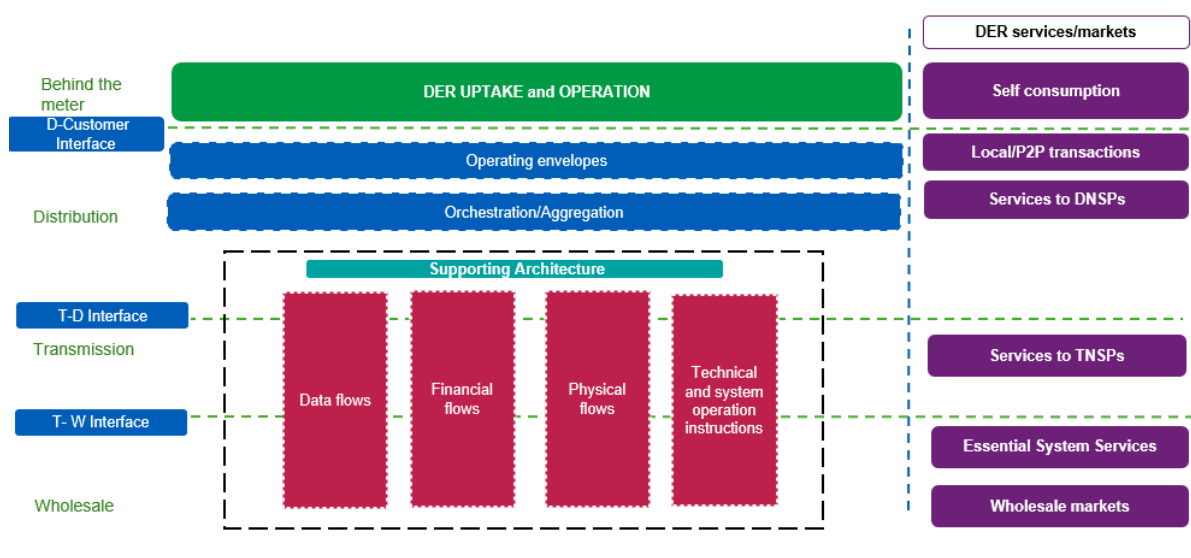 DER services/markets
Behind the
meter
DER UPTAKE and OPERATION
Self consumption
D-Customer
Interface
Operating envelopes
Local/P2P transactions
Distribution
Orchestration/Aggregation
Services to DNSPs
Supporting Architecture
T-D Interface
Transmission
Services to TNSPs
Data flows
Financial
flows
Physical
flows
Technical
and system
operation
instructions
T- W Interface
Essential System Services
Wholesale
Wholesale markets